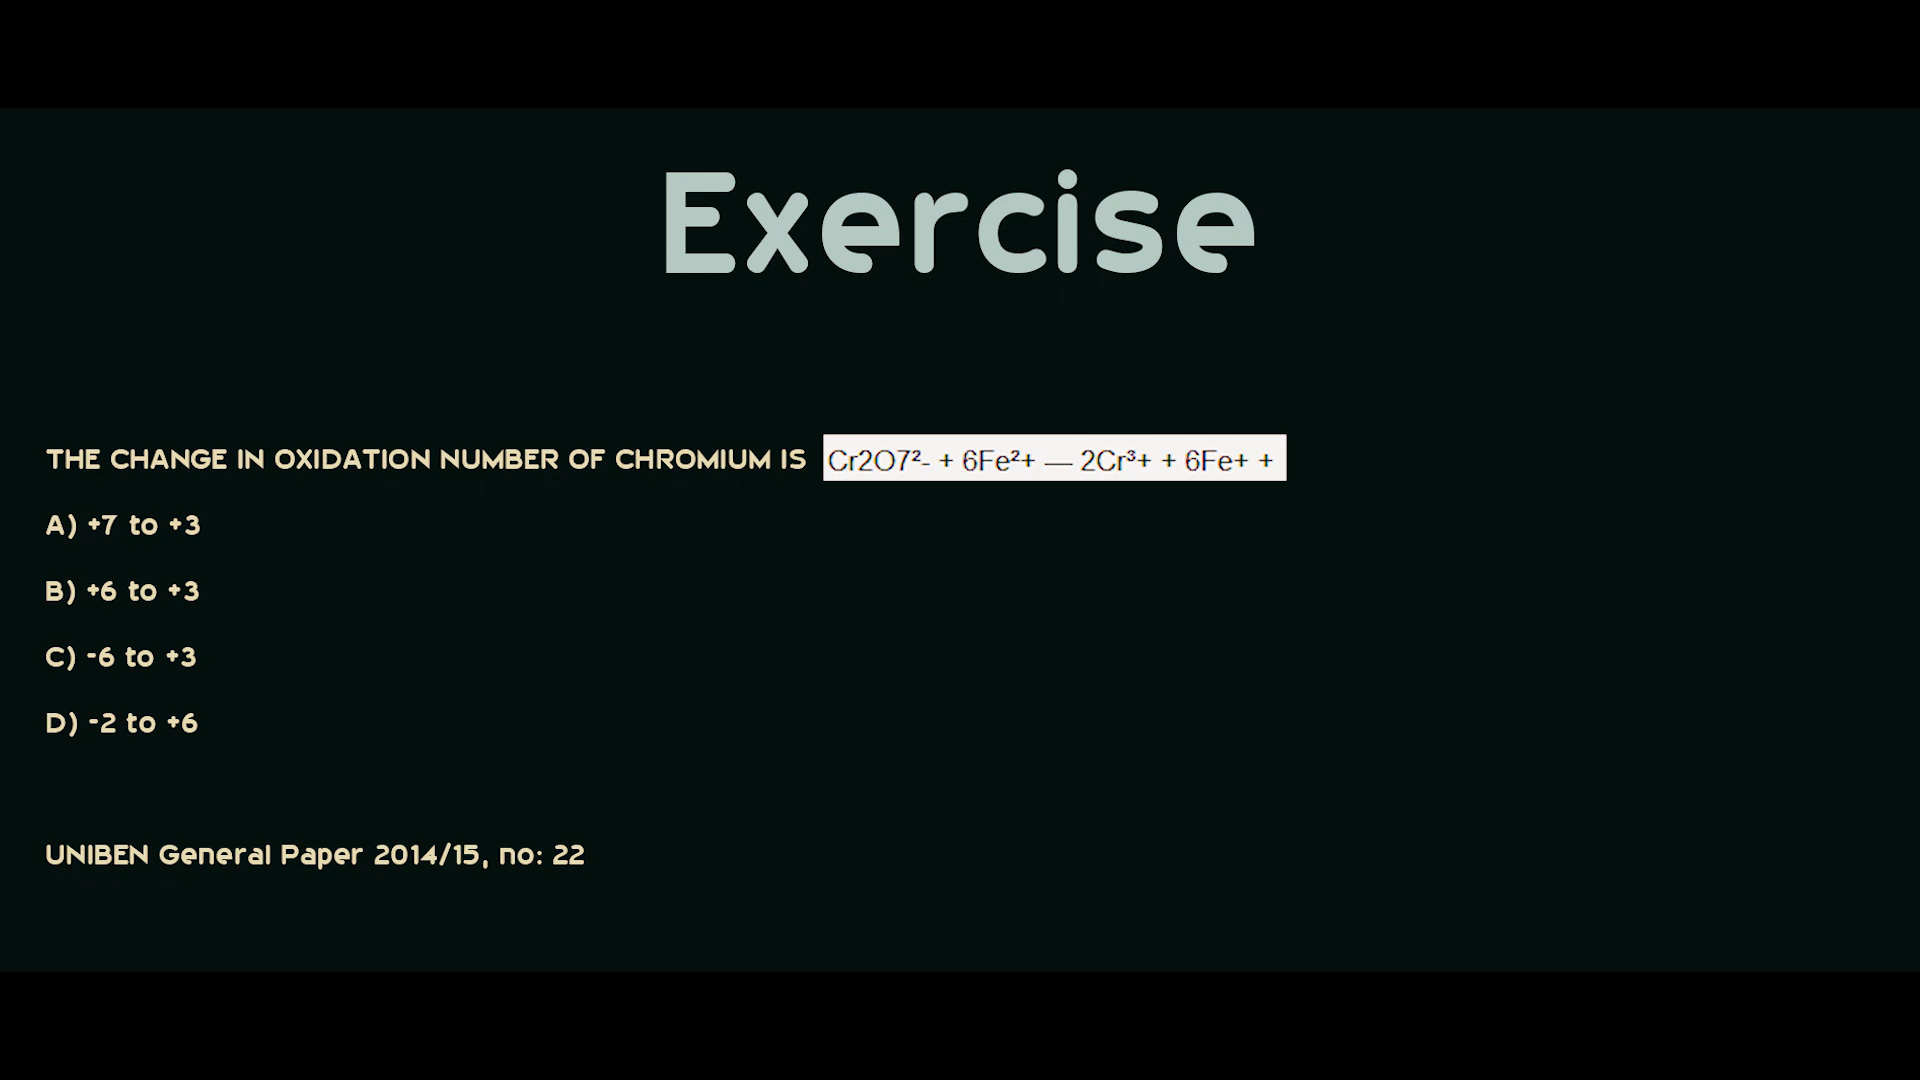 Exercise
THE CHANGE IN OXIDATION NUMBER OF CHROMIUM IS Cr2O7²- + 6Fe²+ — 2Cr³+ + 6Fe+ +
A) +7 to +3
B) +6 to +3
C) -6 to +3
D) -2 to +6
UNIBEN General Paper 2014/15, no: 22